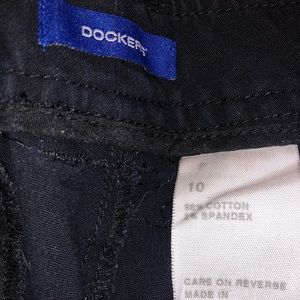 DOCKERS
10
98% COTTON
2% SPANDEX
CARE ON REVERSE
MADE IN